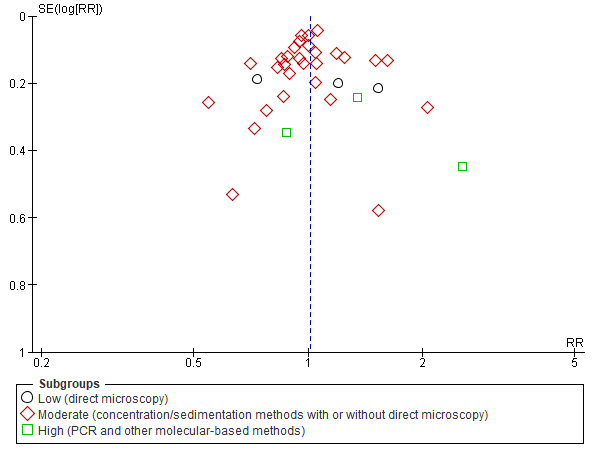 SE(log[RR])
0
0.2
0.4
0.6
0.8
1
RR
0.2
0.5
1
2
5
Subgroups
Low (direct microscopy)
Moderate (concentration/sedimentation methods with or without direct microscopy)
High (PCR and other molecular-based methods)